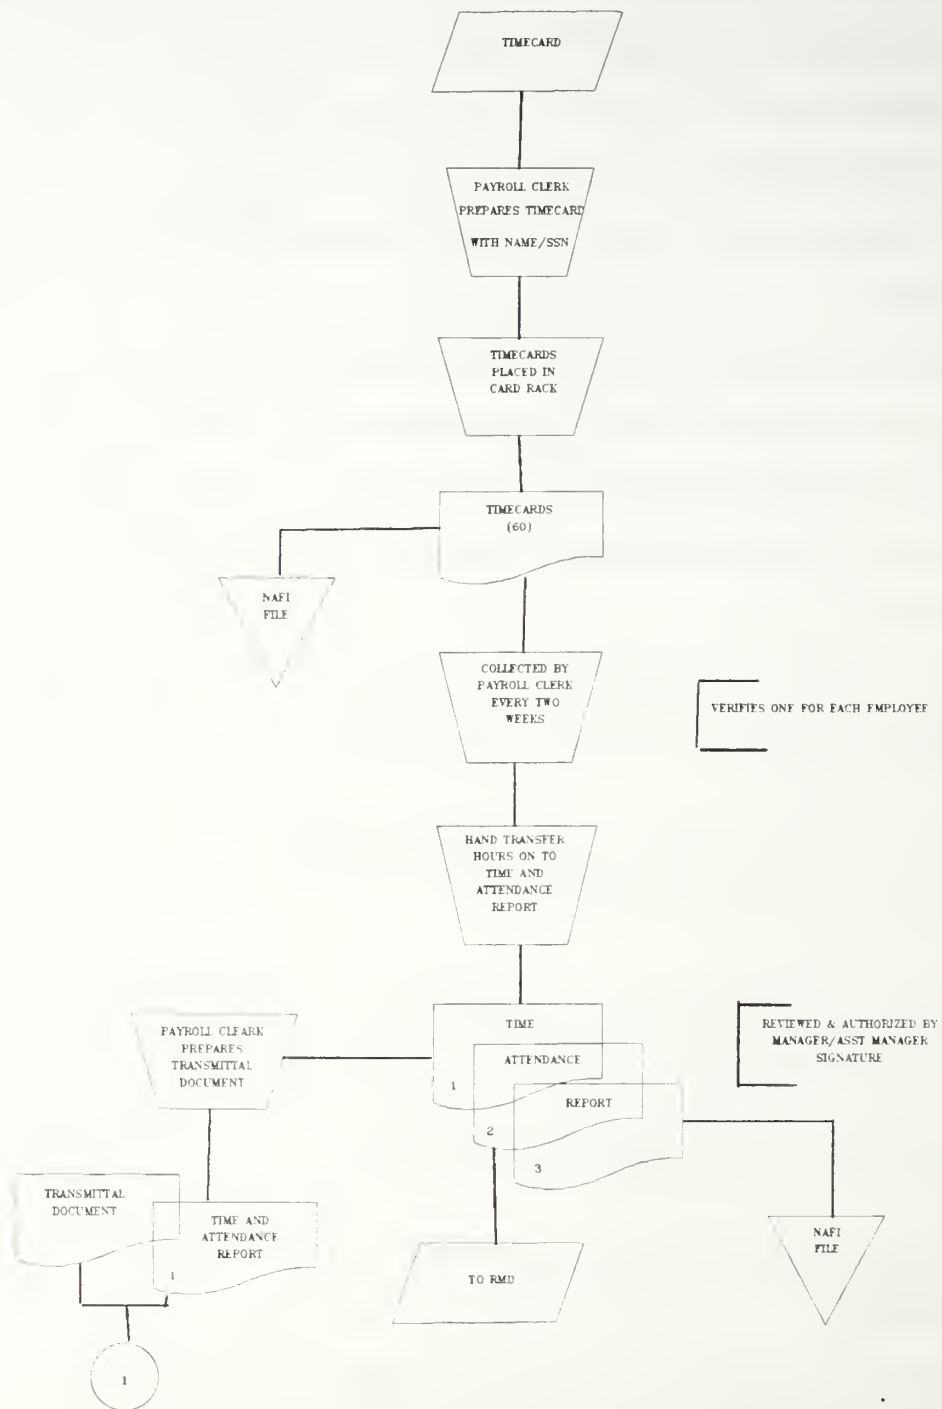 TIMECARD
PAYROLL CLERK
PREPARES TIMECARD
WITH NAME/SSN
TIMECARDS
PLACED IN
CARD RACK
TIMECARDS
(60)
NAFI
FILE
COLLECTED BY
PAYROLL CLERK
EVERY TWO
WEEKS
VERIFIES ONE FOR EACH EMPLOYEE
HAND TRANSFER
HOURS ON TO
TIME AND
ATTENDANCE
REPORT
PAYROLL CLEARK
PREPARES
TRANSMITTAL
DOCUMENT
TIME
1
ATTENDANCE
2
REPORT
3
REVIEWED & AUTHORIZED BY
MANAGER/ASST MANAGER
SIGNATURE
TRANSMITTAL
DOCUMENT
TIME AND
ATTENDANCE
REPORT
1
TO RMD
NAFI
FILE
1